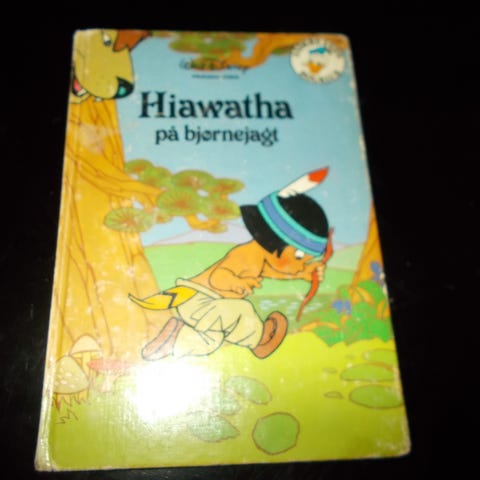 Walt Disney
Hiawatha
på bjørnejagt